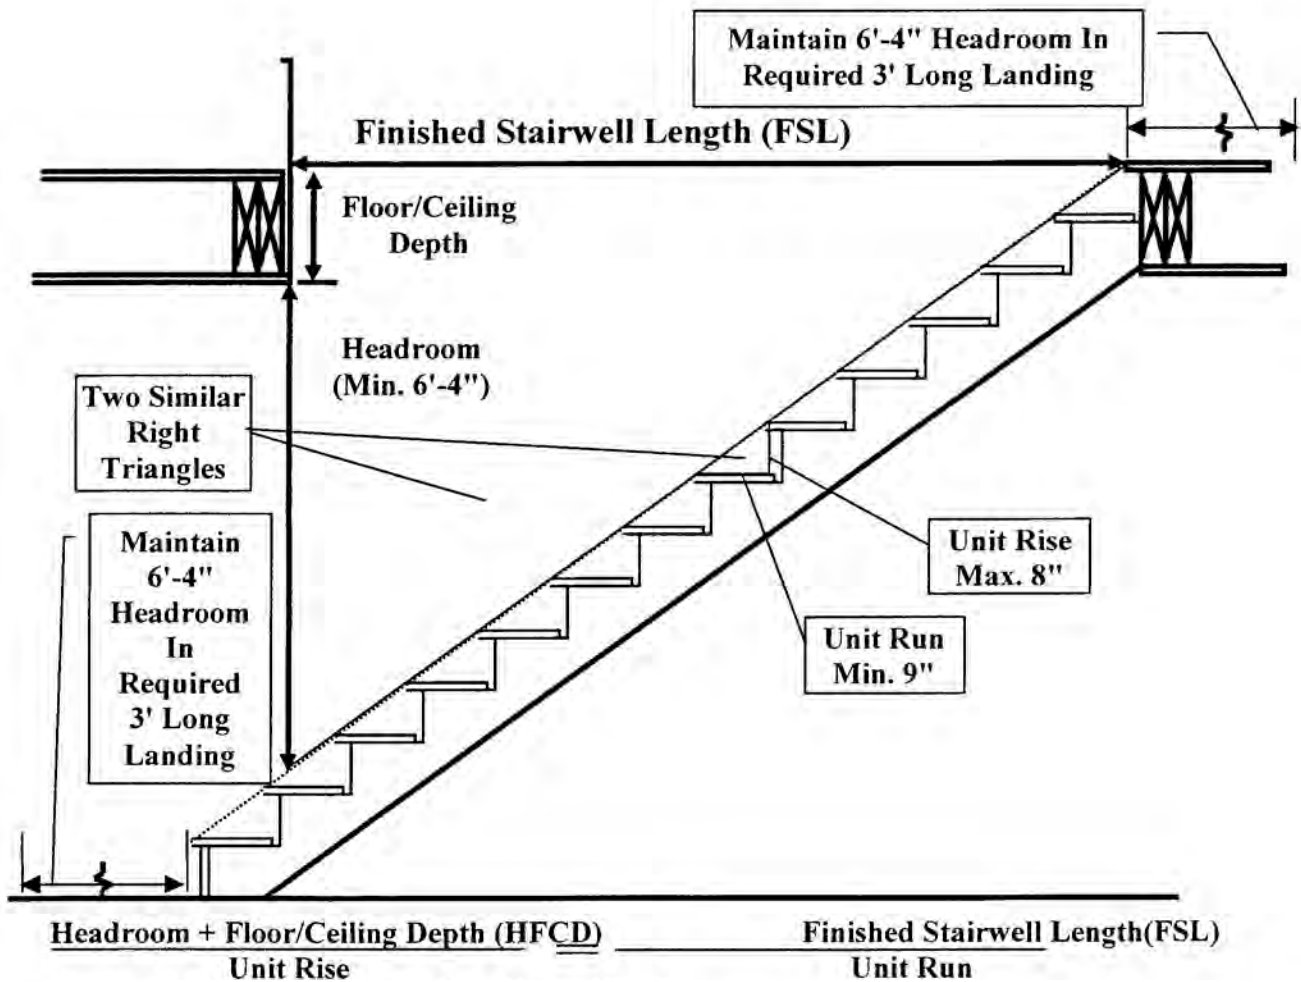 Maintain 6'-4" Headroom In
Required 3' Long Landing
Finished Stairwell Length (FSL)
Floor/Ceiling
Depth
Headroom
(Min. 6'-4")
Two Similar
Right
Triangles
Maintain
6'-4"
Headroom
In
Required
3' Long
Landing
Unit Rise
Max. 8"
Unit Run
Min. 9"
Headroom + Floor/Ceiling Depth (HFCD) = Finished Stairwell Length(FSL)
Unit Rise Unit Run